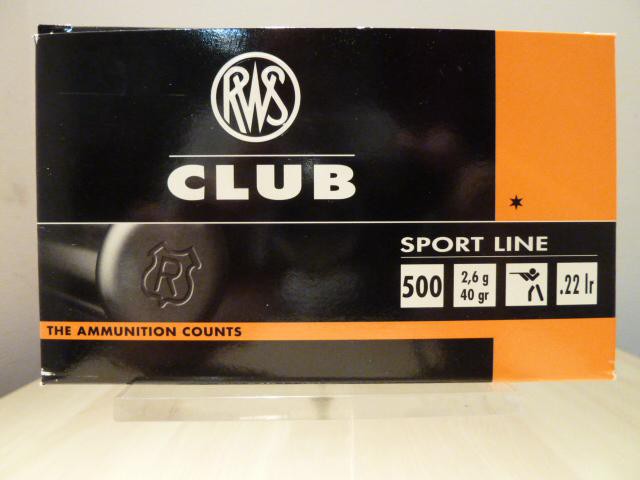 RWS
CLUB
SPORT LINE
500
2,6 g
40 gr
.22 lr
R
THE AMMUNITION COUNTS